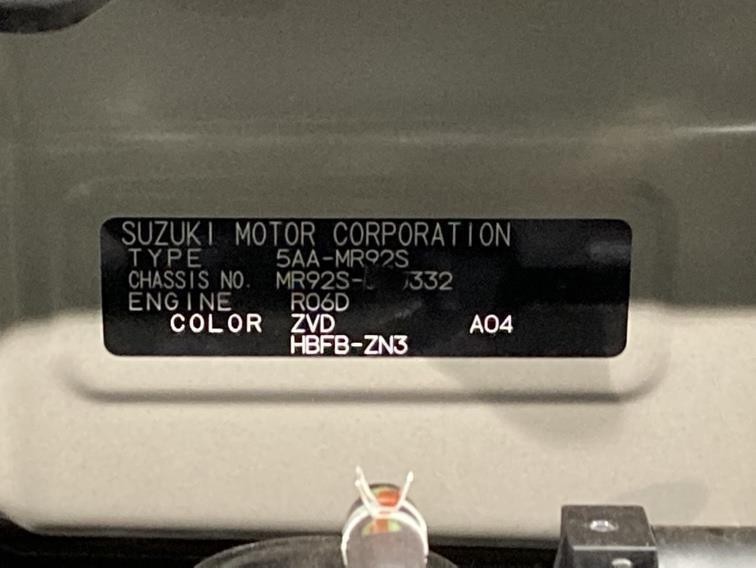 SUZUKI MOTOR CORPORATION
TYPE 5AA-MR92S
CHASSIS NO. MR92S- 332
ENGINE R06D
COLOR ZVD A04
HBFB-ZN3